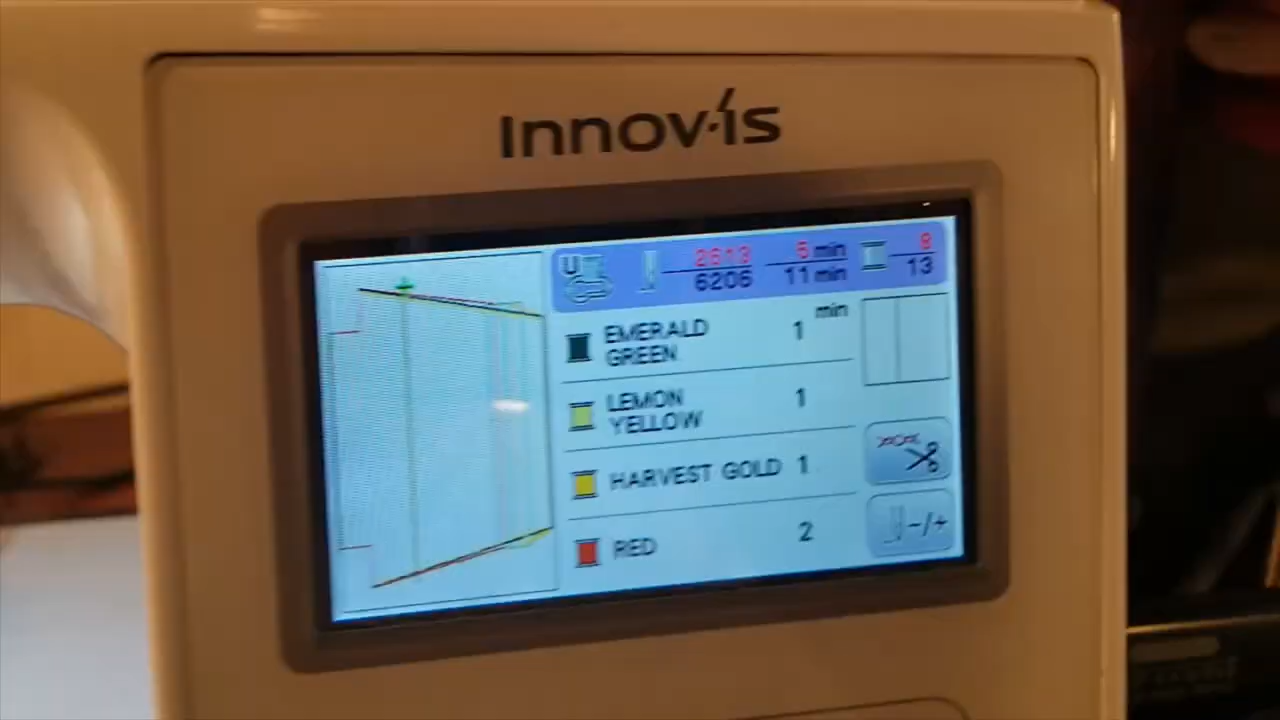 Innov-is
U
2613 5 min
6206 11 min 13
min
EMERALD
GREEN 1
LEMON
YELLOW 1
HARVEST GOLD 1
RED 2
-/+